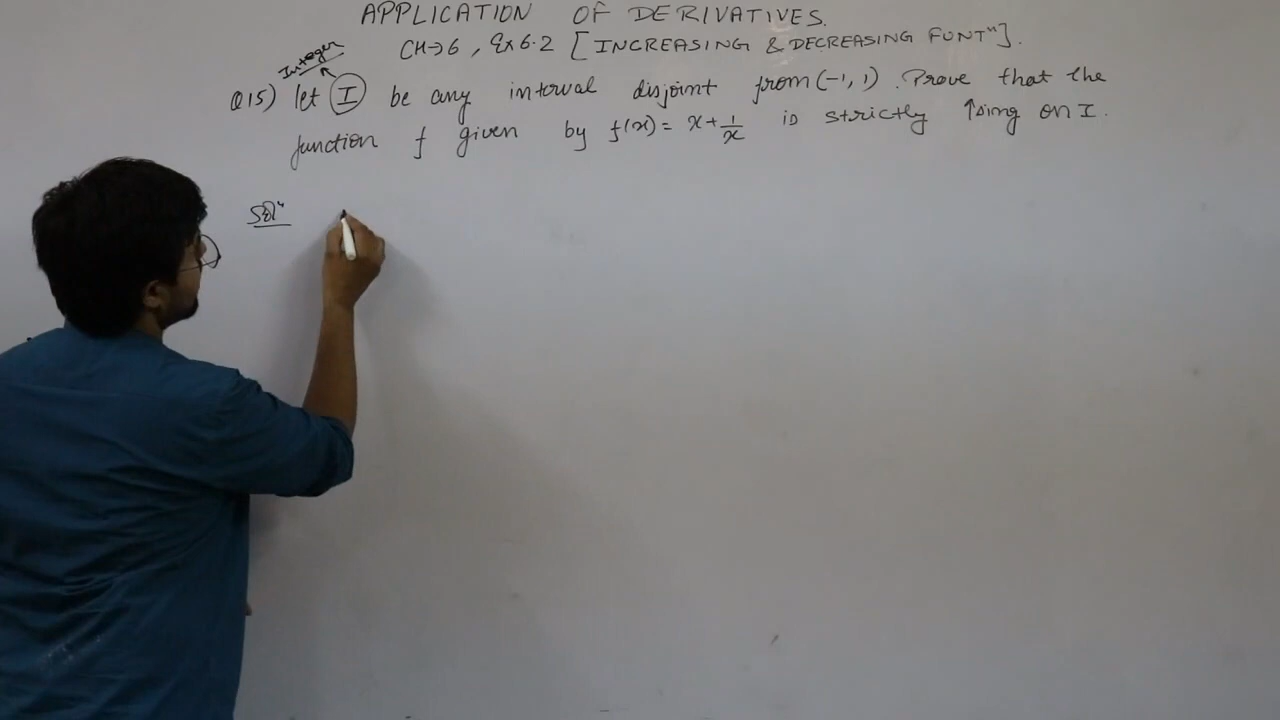 APPLICATION OF DERIVATIVES.
CH→6, Ex 6.2 [INCREASING & DECREASING FUNTⁿ].
Integer
Q15) let I be any interval disjoint from (-1, 1). Prove that the
function f given by f(x) = x + 1/x is strictly ↑sing on I.
Solⁿ